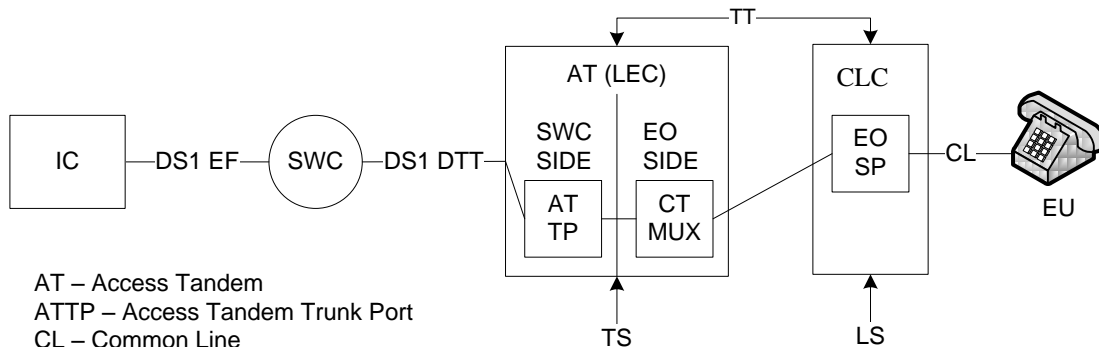 TT
AT (LEC)
CLC
SWC
SIDE
EO
SIDE
IC
DS1 EF
SWC
DS1 DTT
AT
TP
CT
MUX
EO
SP
CL
EU
AT – Access Tandem
ATTP – Access Tandem Trunk Port
CL – Common Line
TS
LS